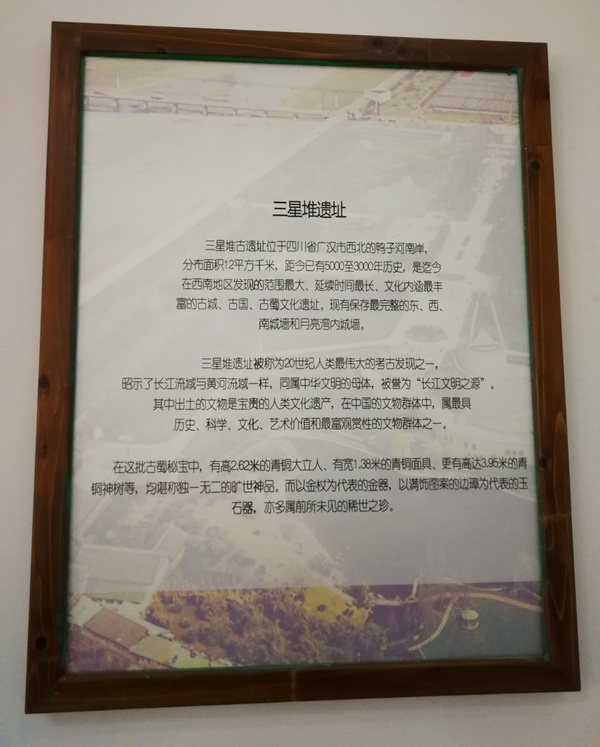 三星堆遗址
三星堆古遗址位于四川省广汉市西北的鸭子河南岸，
分布面积12平方千米，距今已有5000至3000年历史，是迄今
在西南地区发现的范围最大、延续时间最长、文化内涵最丰
富的古城、古国、古蜀文化遗址。现有保存最完整的东、西、
南城墙和月亮湾内城墙。
三星堆遗址被称为20世纪人类最伟大的考古发现之一，
昭示了长江流域与黄河流域一样，同属中华文明的母体，被誉为“长江文明之源”。
其中出土的文物是宝贵的人类文化遗产，在中国的文物群体中，属最具
历史、科学、文化、艺术价值和最富观赏性的文物群体之一。
在这批古蜀秘宝中，有高2.62米的青铜大立人、有宽1.38米的青铜面具、更有高达3.95米的青
铜神树等，均堪称独一无二的旷世神品。而以金杖为代表的金器，以满饰图案的边璋为代表的玉
石器，亦多属前所未见的稀世之珍。